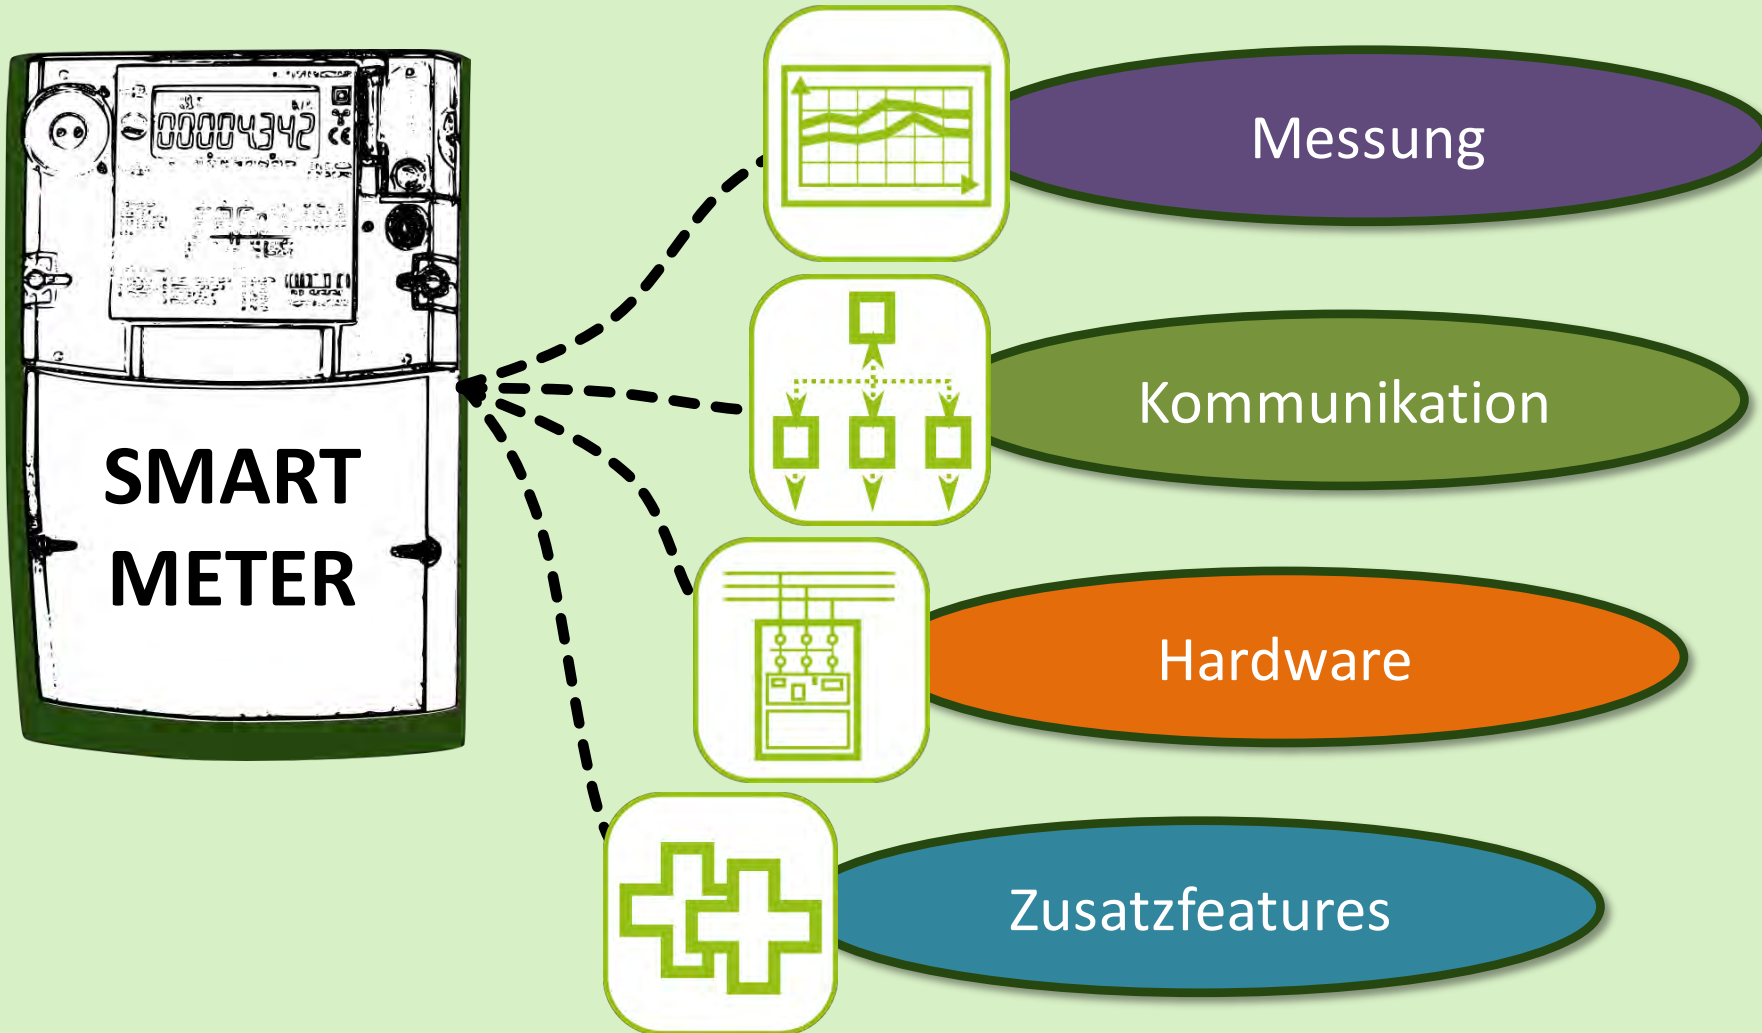 00004342
SMART
METER
Messung
Kommunikation
Hardware
Zusatzfeatures